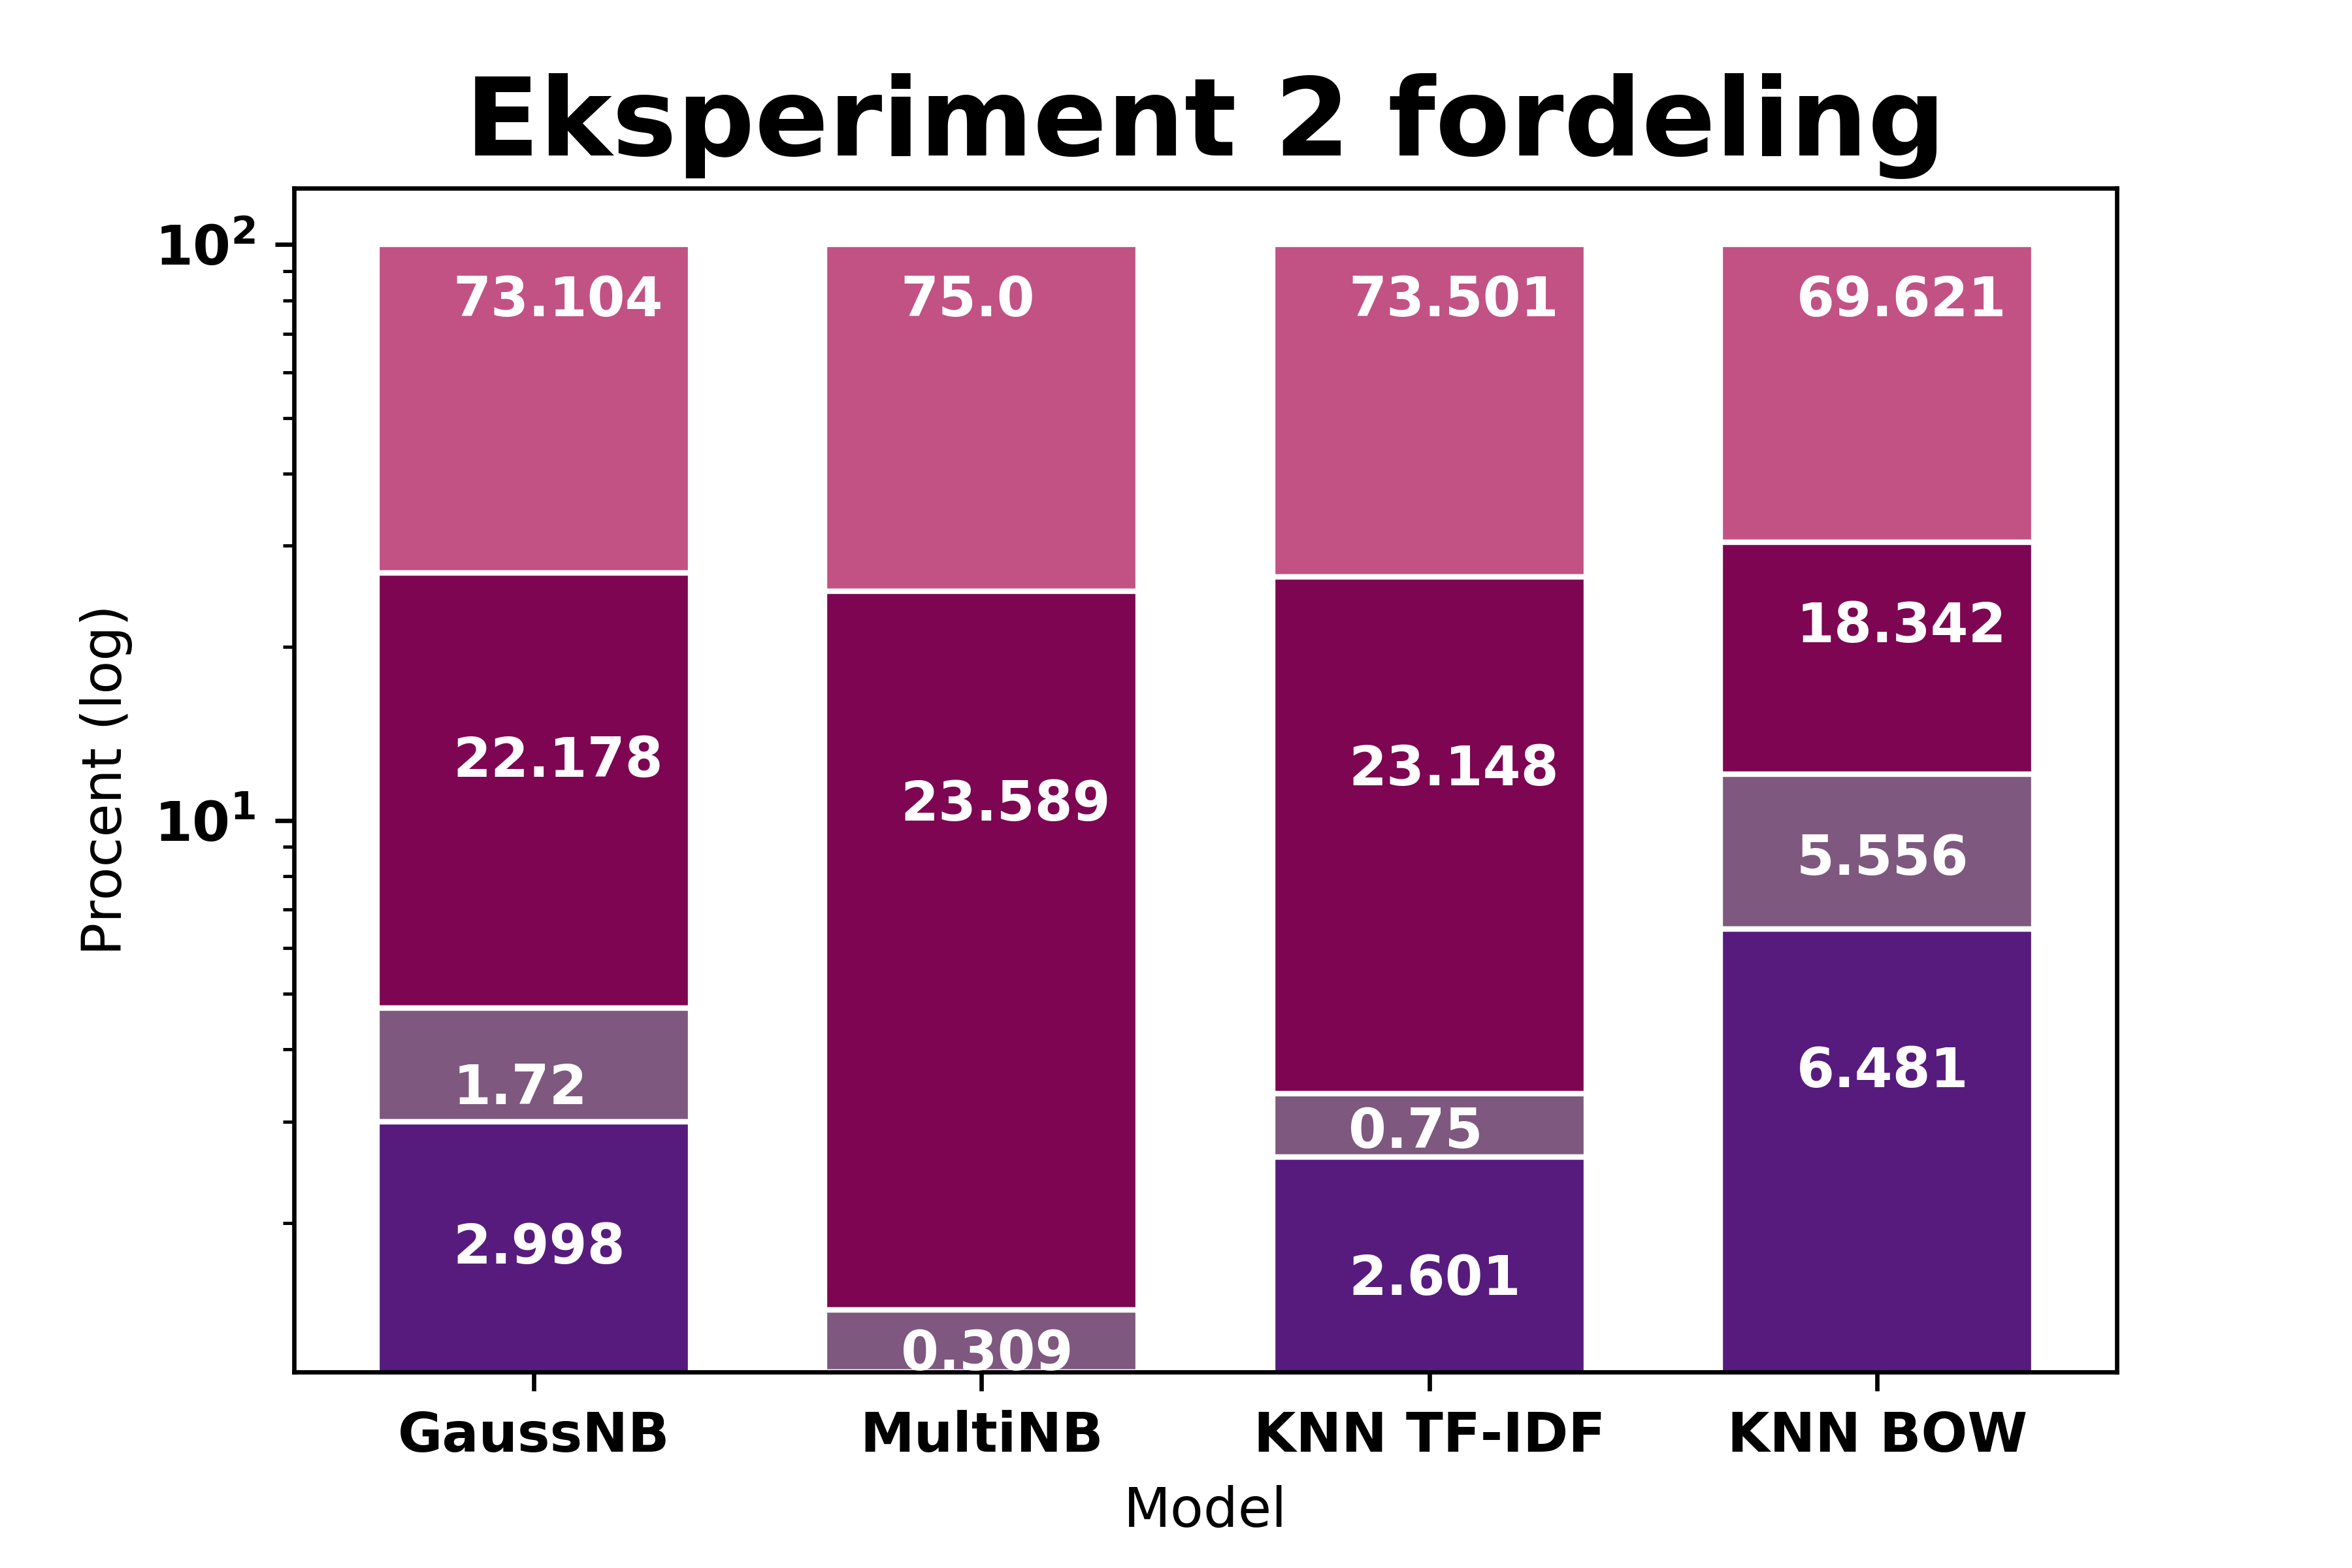 Eksperiment 2 fordeling
Procent (log)
10²
10¹
73.104
22.178
1.72
2.998
75.0
23.589
0.309
73.501
23.148
0.75
2.601
69.621
18.342
5.556
6.481
GaussNB
MultiNB
KNN TF-IDF
KNN BOW
Model